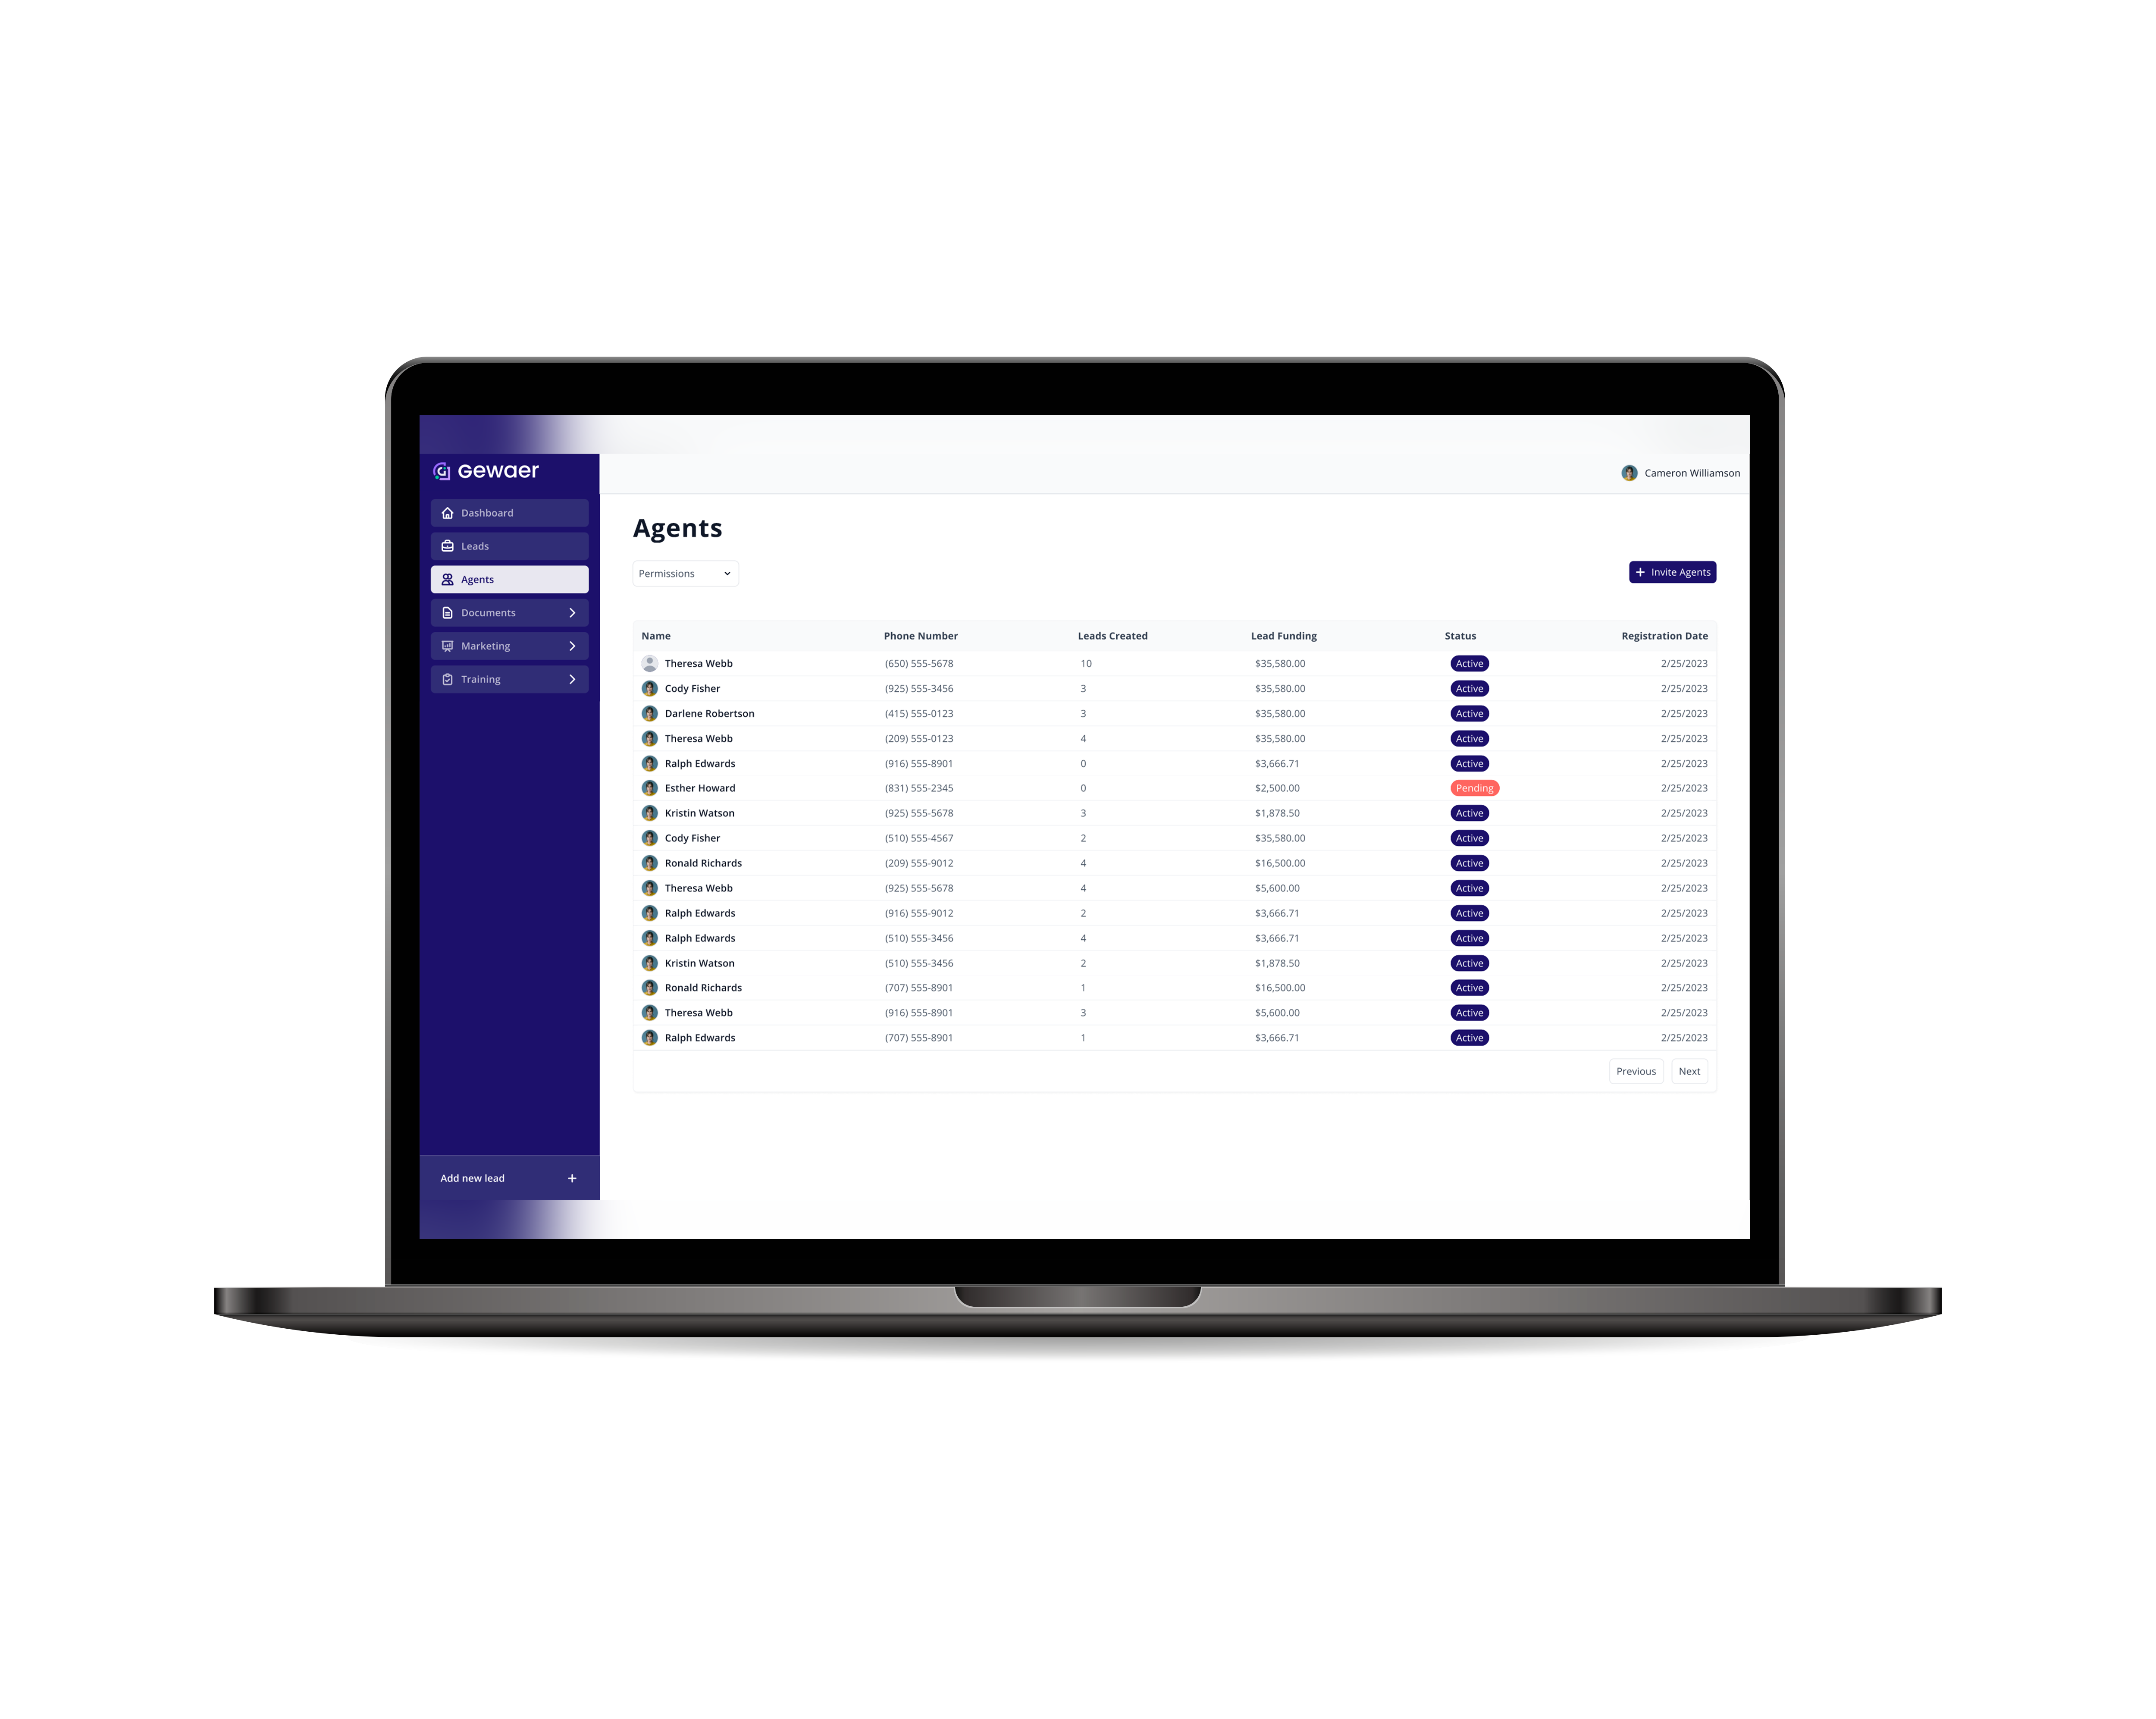 Gewaer
Cameron Williamson
Dashboard
Leads
Agents
Documents
Marketing
Training
Add new lead
Agents
Permissions
Invite Agents
Name Phone Number Leads Created Lead Funding Status Registration Date
Theresa Webb (650) 555-5678 10 $35,580.00 Active 2/25/2023
Cody Fisher (925) 555-3456 3 $35,580.00 Active 2/25/2023
Darlene Robertson (415) 555-0123 3 $35,580.00 Active 2/25/2023
Theresa Webb (209) 555-0123 4 $35,580.00 Active 2/25/2023
Ralph Edwards (916) 555-8901 0 $3,666.71 Active 2/25/2023
Esther Howard (831) 555-2345 0 $2,500.00 Pending 2/25/2023
Kristin Watson (925) 555-5678 3 $1,878.50 Active 2/25/2023
Cody Fisher (510) 555-4567 2 $35,580.00 Active 2/25/2023
Ronald Richards (209) 555-9012 4 $16,500.00 Active 2/25/2023
Theresa Webb (925) 555-5678 4 $5,600.00 Active 2/25/2023
Ralph Edwards (916) 555-9012 2 $3,666.71 Active 2/25/2023
Ralph Edwards (510) 555-3456 4 $3,666.71 Active 2/25/2023
Kristin Watson (510) 555-3456 2 $1,878.50 Active 2/25/2023
Ronald Richards (707) 555-8901 1 $16,500.00 Active 2/25/2023
Theresa Webb (916) 555-8901 3 $5,600.00 Active 2/25/2023
Ralph Edwards (707) 555-8901 1 $3,666.71 Active 2/25/2023
Previous Next